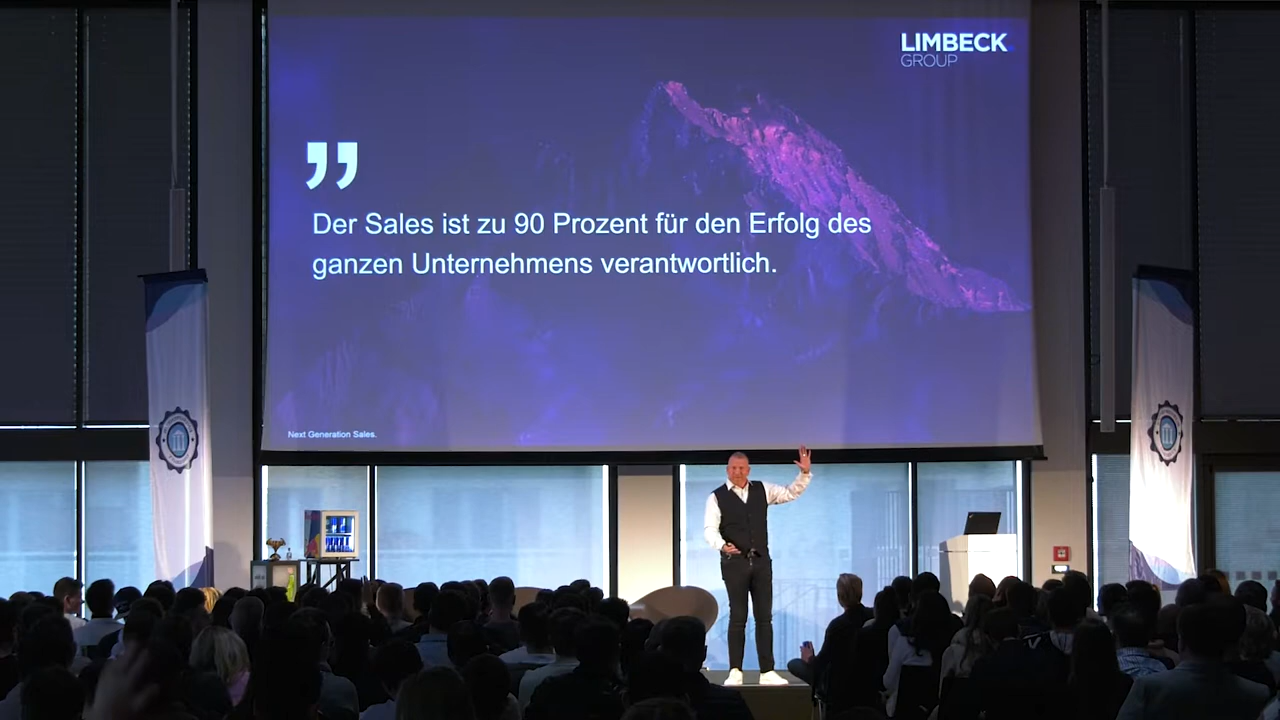 LIMBECK.
GROUP
Der Sales ist zu 90 Prozent für den Erfolg des
ganzen Unternehmens verantwortlich.
Next Generation Sales.